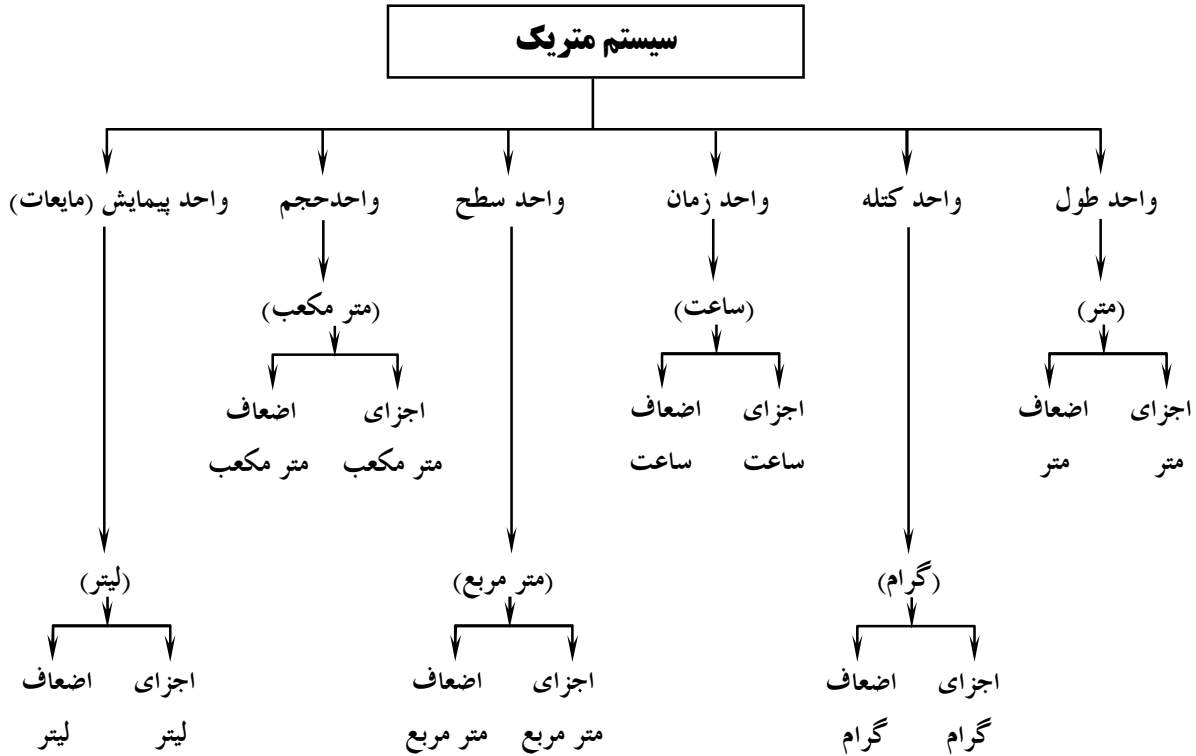 سیستم متریک
واحد طول
واحد کتله
واحد زمان
واحد سطح
واحدحجم
واحد پیمایش (مایعات)
(متر)
(ساعت)
(متر مکعب)
اجزای
اضعاف
اجزای
اضعاف
اجزای
اضعاف
متر
متر
ساعت
ساعت
متر مکعب
متر مکعب
(گرام)
(متر مربع)
(لیتر)
اجزای
اضعاف
اجزای
اضعاف
اجزای
اضعاف
گرام
گرام
متر مربع
متر مربع
لیتر
لیتر